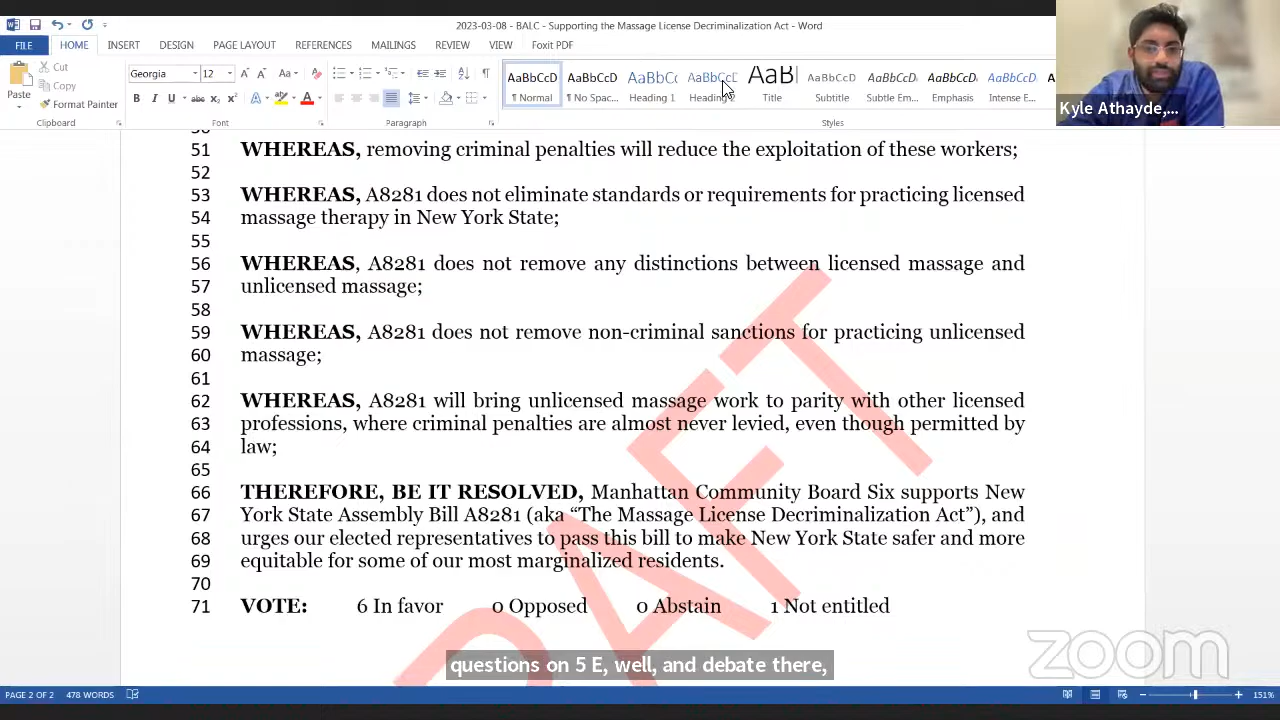 2023-03-08 - BALC - Supporting the Massage License Decriminalization Act - Word
FILE HOME INSERT DESIGN PAGE LAYOUT REFERENCES MAILINGS REVIEW VIEW Foxit PDF
Paste
Cut
Copy
Format Painter
Clipboard
Georgia 12
Font
Paragraph
AaBbCcD AaBbCcD AaBbCc AaBbCcD AaBl AaBbCcD AaBbCcD AaBbCcD AaBbCcD
¶ Normal ¶ No Spac... Heading 1 Heading Title Subtitle Subtle Em... Emphasis Intense E...
Styles
Kyle Athayde,...
51 WHEREAS, removing criminal penalties will reduce the exploitation of these workers;
52
53 WHEREAS, A8281 does not eliminate standards or requirements for practicing licensed
54 massage therapy in New York State;
55
56 WHEREAS, A8281 does not remove any distinctions between licensed massage and
57 unlicensed massage;
58
59 WHEREAS, A8281 does not remove non-criminal sanctions for practicing unlicensed
60 massage;
61
62 WHEREAS, A8281 will bring unlicensed massage work to parity with other licensed
63 professions, where criminal penalties are almost never levied, even though permitted by
64 law;
65
66 THEREFORE, BE IT RESOLVED, Manhattan Community Board Six supports New
67 York State Assembly Bill A8281 (aka “The Massage License Decriminalization Act”), and
68 urges our elected representatives to pass this bill to make New York State safer and more
69 equitable for some of our most marginalized residents.
70
71 VOTE: 6 In favor 0 Opposed 0 Abstain 1 Not entitled
DRAFT
questions on 5 E, well, and debate there,
zoom
PAGE 2 OF 2 478 WORDS 151%